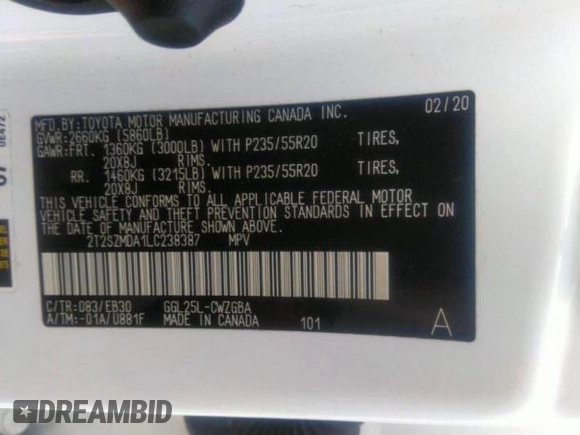 MFD.BY:TOYOTA MOTOR MANUFACTURING CANADA INC. 02/20
GVWR:2660KG (5860LB)
GAWR:FRT. 1360KG (3000LB) WITH P235/55R20 TIRES,
20X8J RIMS.
RR. 1460KG (3215LB) WITH P235/55R20 TIRES,
20X8J RIMS.
THIS VEHICLE CONFORMS TO ALL APPLICABLE FEDERAL MOTOR
VEHICLE SAFETY AND THEFT PREVENTION STANDARDS IN EFFECT ON
THE DATE OF MANUFACTURE SHOWN ABOVE.
2T2SZMDA1LC238387 MPV
C/TR:083/EB30 GGL25L-CWZGBA
A/TM:-01A/U881F MADE IN CANADA 101 A
0E472
DREAMBID